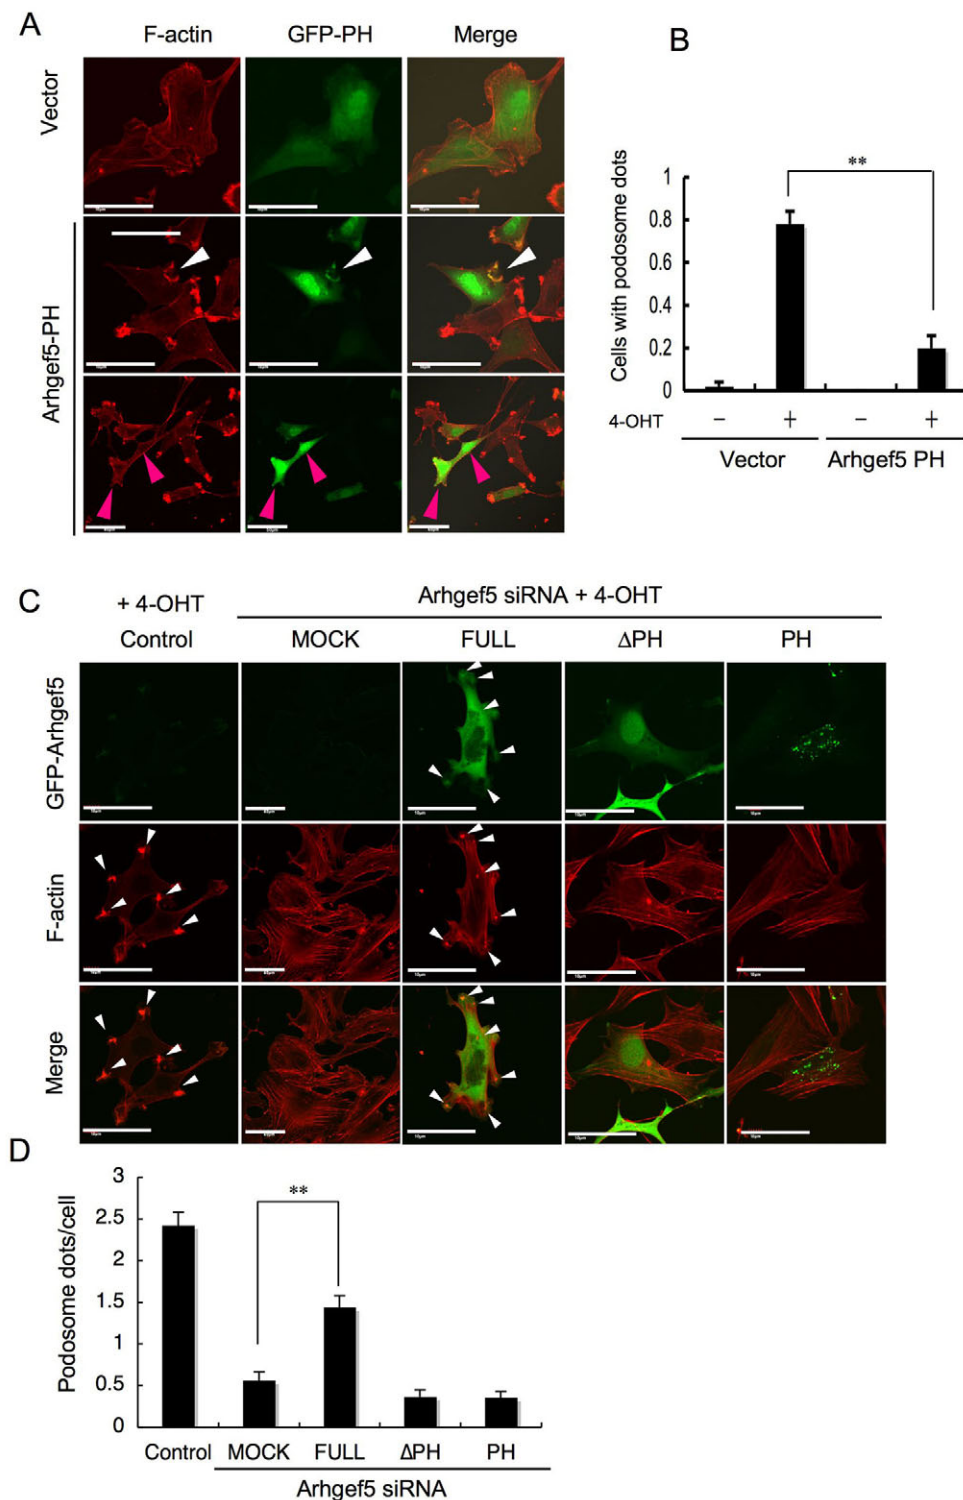 A
F-actin GFP-PH Merge
Vector
Arhgef5-PH
B
**
Cells with podosome dots
1
0.8
0.6
0.4
0.2
0
4-OHT − + − +
Vector Arhgef5 PH
C
+ 4-OHT Arhgef5 siRNA + 4-OHT
Control MOCK FULL ΔPH PH
GFP-Arhgef5
F-actin
Merge
D
**
Podosome dots/cell
3
2.5
2
1.5
1
0.5
0
Control MOCK FULL ΔPH PH
Arhgef5 siRNA